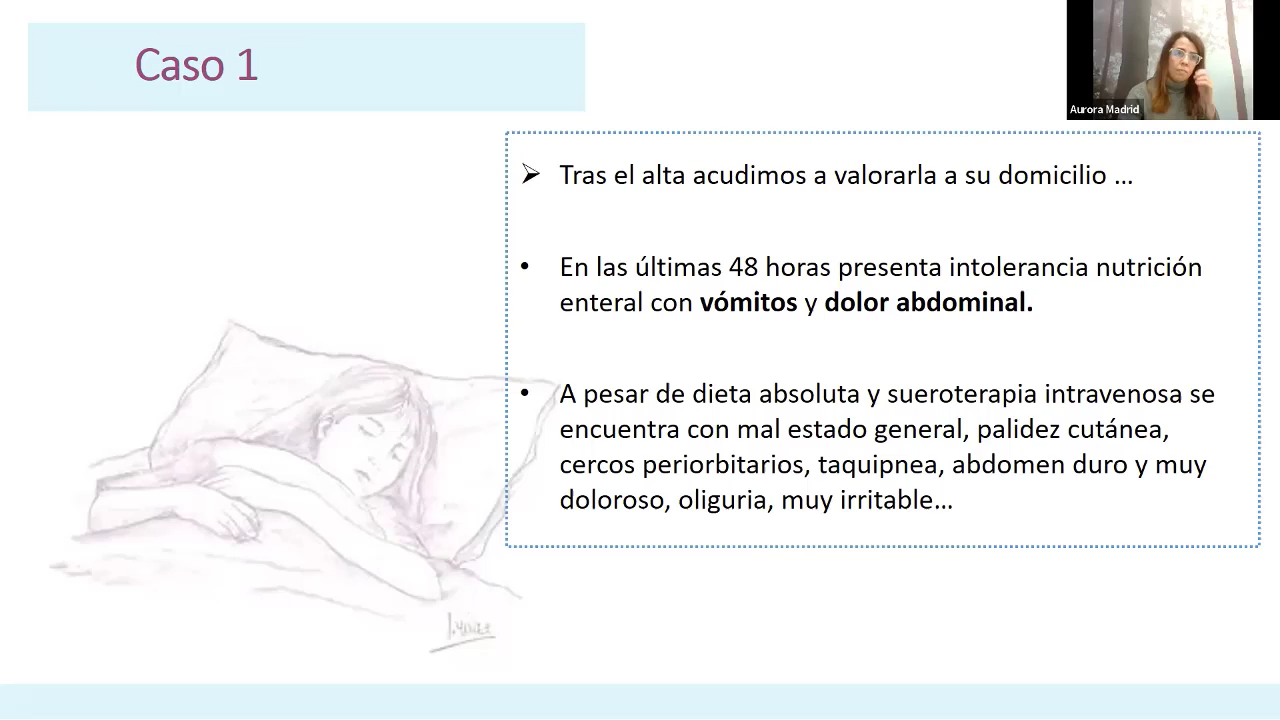 Caso 1
Aurora Madrid
➢ Tras el alta acudimos a valorarla a su domicilio …
• En las últimas 48 horas presenta intolerancia nutrición
enteral con vómitos y dolor abdominal.
• A pesar de dieta absoluta y sueroterapia intravenosa se
encuentra con mal estado general, palidez cutánea,
cercos periorbitarios, taquipnea, abdomen duro y muy
doloroso, oliguria, muy irritable…